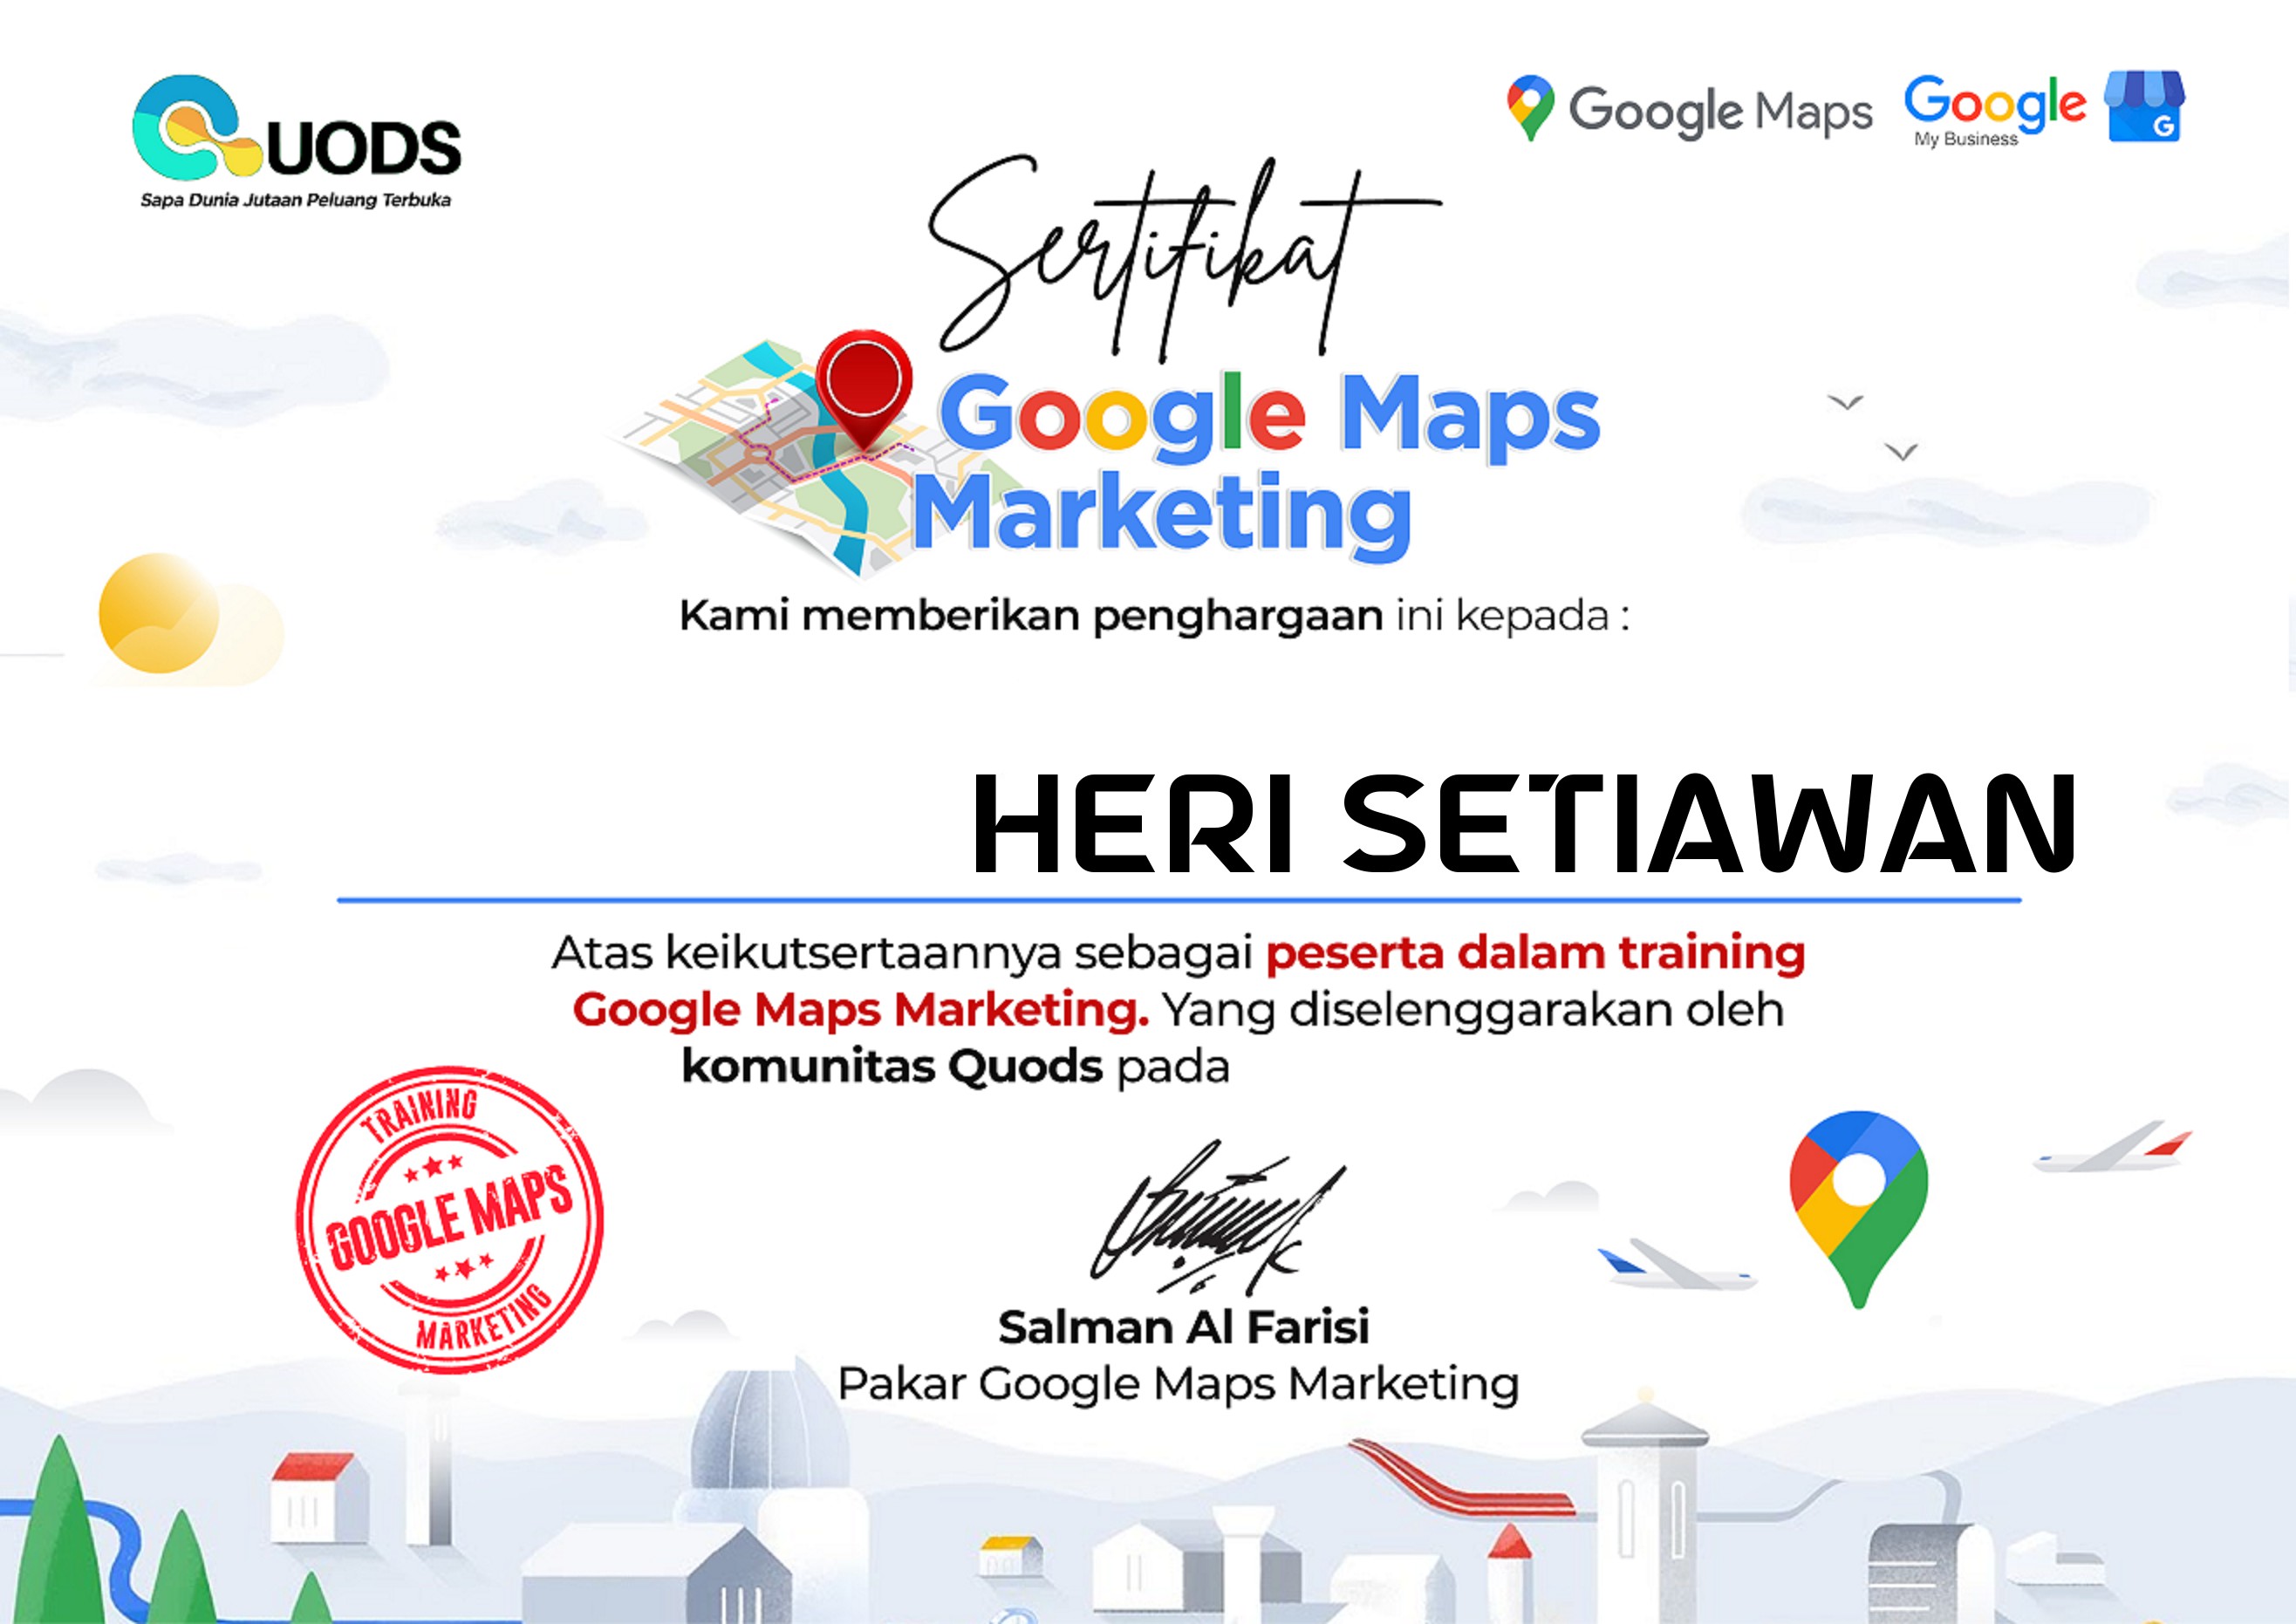 QUODS
Sapa Dunia Jutaan Peluang Terbuka
Google Maps
Google
My Business
G
Sertifikat
Google Maps
Marketing
Kami memberikan penghargaan ini kepada :
HERI SETIAWAN
Atas keikutsertaannya sebagai peserta dalam training
Google Maps Marketing. Yang diselenggarakan oleh
komunitas Quods pada
TRAINING
GOOGLE MAPS
MARKETING
Salman Al Farisi
Pakar Google Maps Marketing